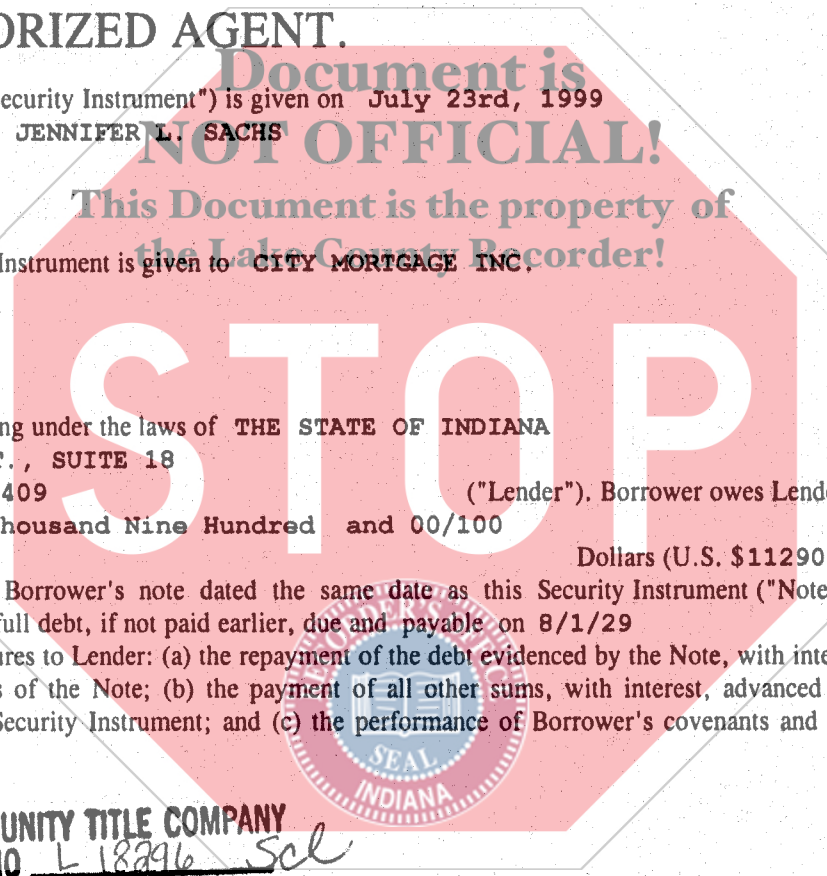 ORIZED AGENT.
Document is
ecurity Instrument") is given on July 23rd, 1999
JENNIFER L. SACHS
NOT OFFICIAL!
This Document is the property of
the Lake County Recorder!
Instrument is given to CITY MORTGAGE INC.
STOP
ng under the laws of THE STATE OF INDIANA
T., SUITE 18
409 ("Lender"). Borrower owes Lend
housand Nine Hundred and 00/100
Dollars (U.S. $11290
Borrower's note dated the same date as this Security Instrument ("Note
full debt, if not paid earlier, due and payable on 8/1/29
ures to Lender: (a) the repayment of the debt evidenced by the Note, with inte
s of the Note; (b) the payment of all other sums, with interest, advanced
Security Instrument; and (c) the performance of Borrower's covenants and
SEAL
INDIANA
UNITY TITLE COMPANY
NO L 18296 Scl